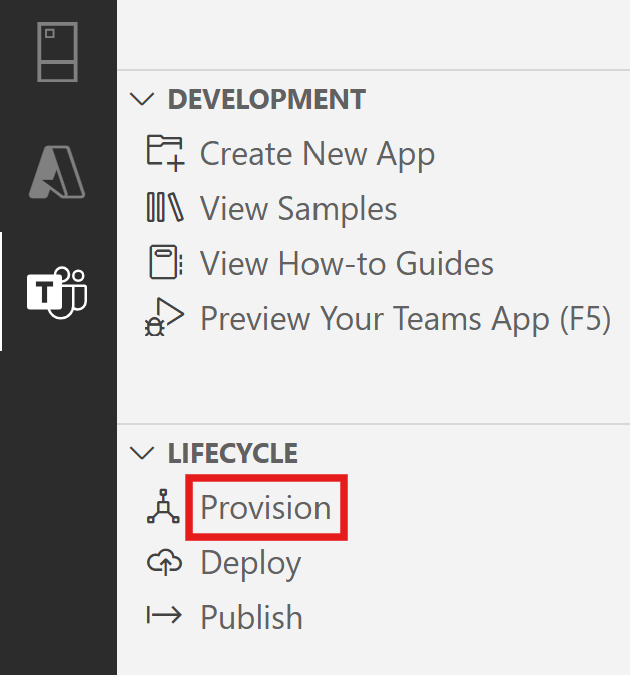 DEVELOPMENT
Create New App
View Samples
View How-to Guides
Preview Your Teams App (F5)
T
LIFECYCLE
Provision
Deploy
Publish